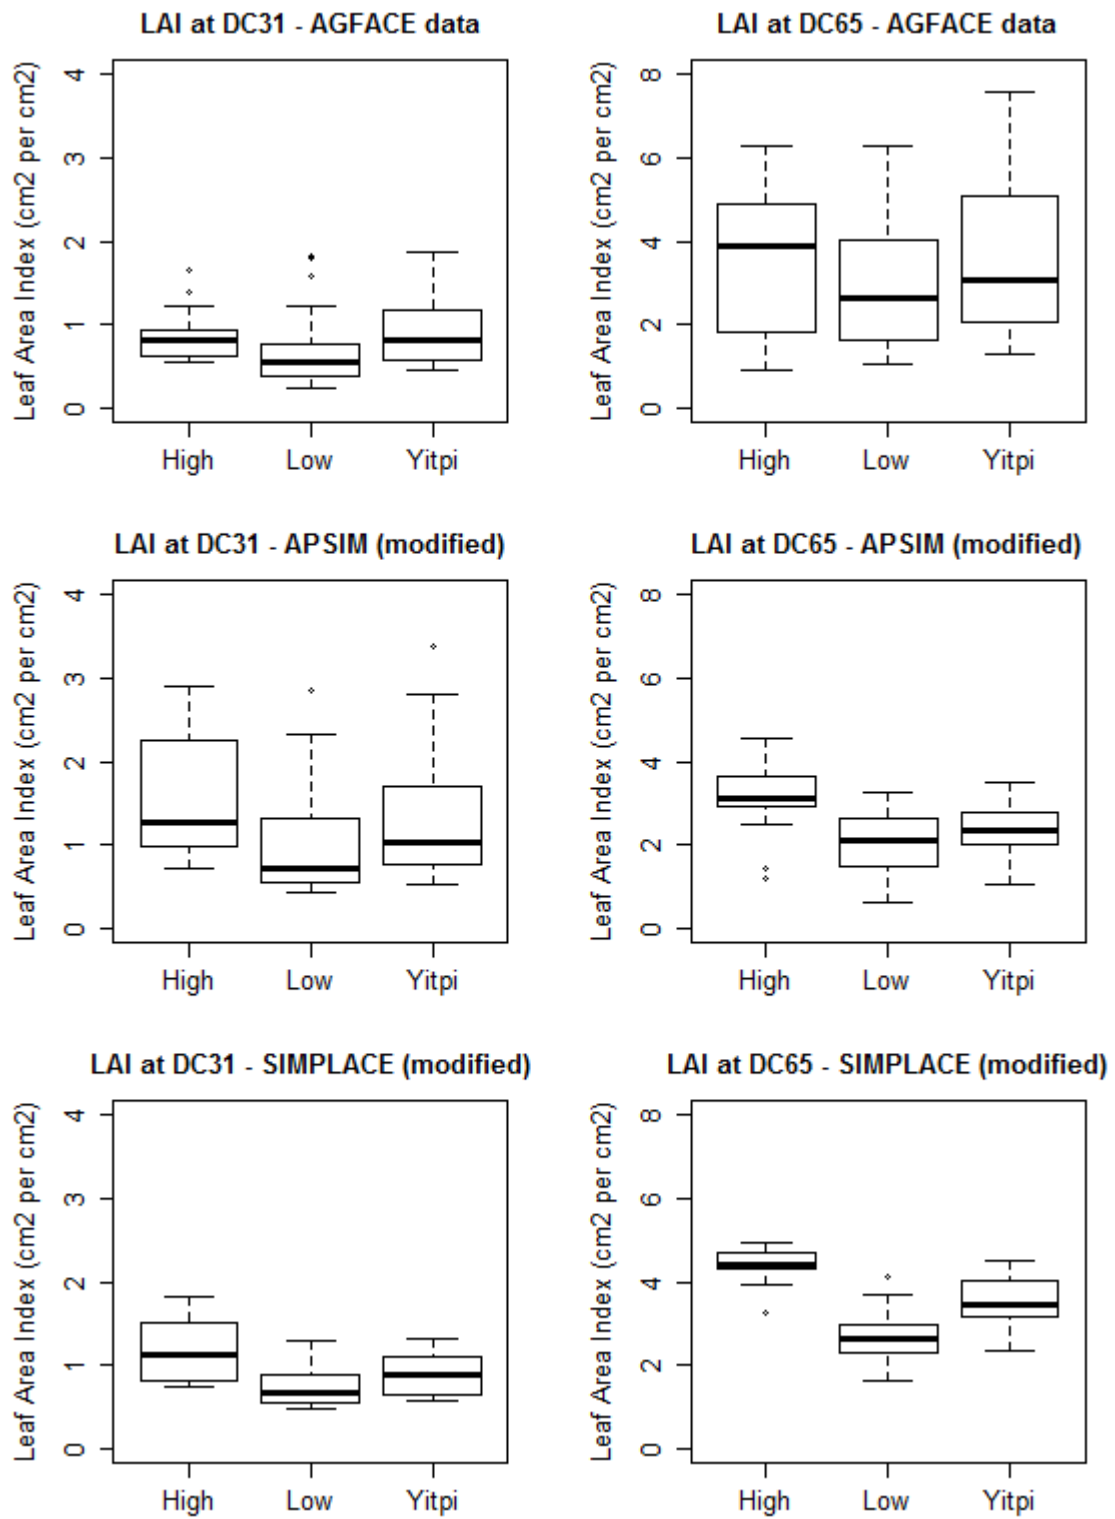 LAI at DC31 - AGFACE data
Leaf Area Index (cm2 per cm2)
4
3
2
1
0
High Low Yitpi
LAI at DC65 - AGFACE data
Leaf Area Index (cm2 per cm2)
8
6
4
2
0
High Low Yitpi
LAI at DC31 - APSIM (modified)
Leaf Area Index (cm2 per cm2)
4
3
2
1
0
High Low Yitpi
LAI at DC65 - APSIM (modified)
Leaf Area Index (cm2 per cm2)
8
6
4
2
0
High Low Yitpi
LAI at DC31 - SIMPLACE (modified)
Leaf Area Index (cm2 per cm2)
4
3
2
1
0
High Low Yitpi
LAI at DC65 - SIMPLACE (modified)
Leaf Area Index (cm2 per cm2)
8
6
4
2
0
High Low Yitpi